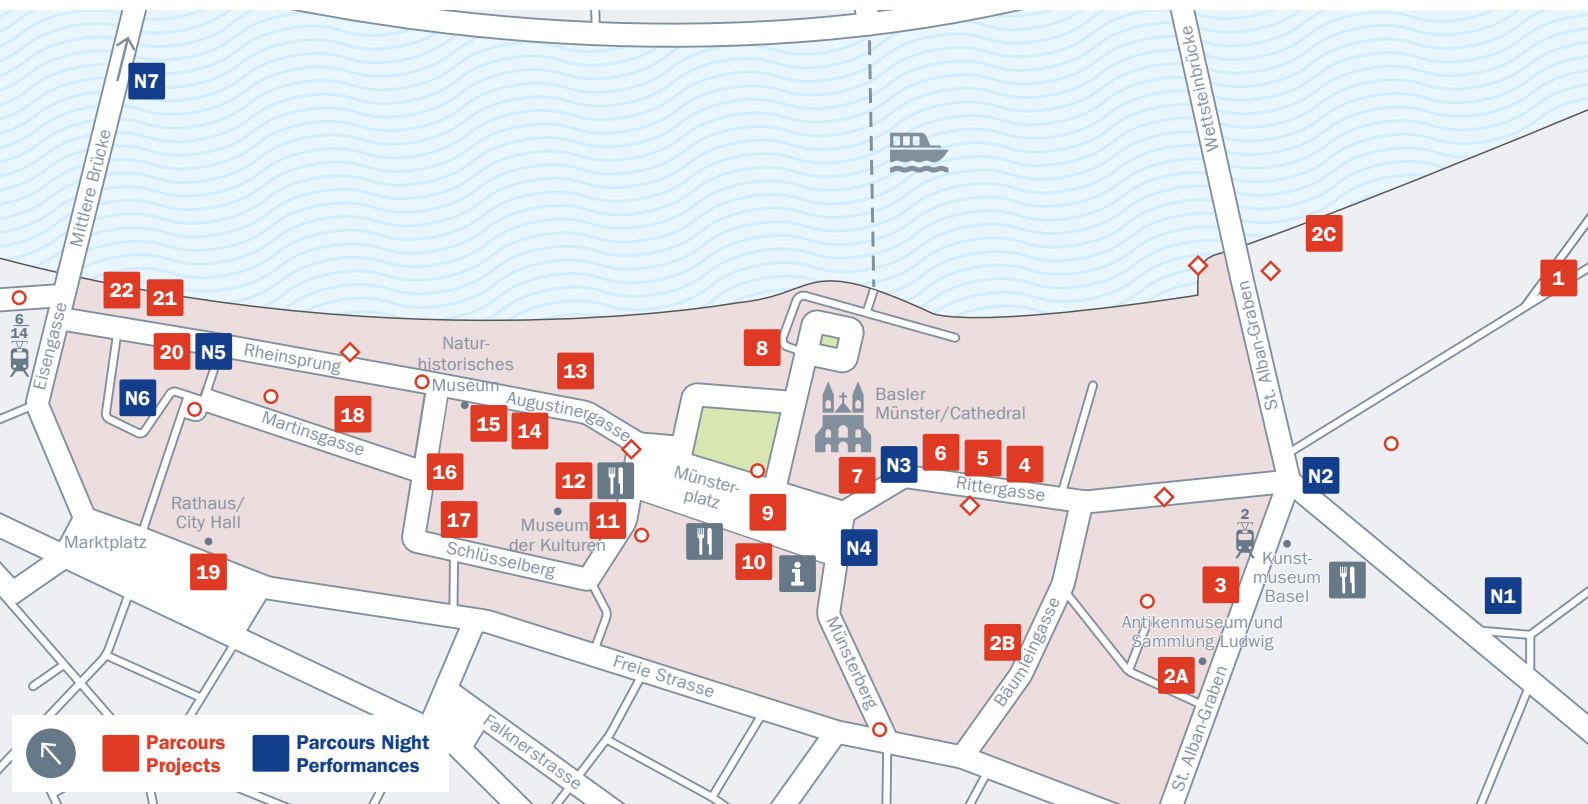 N7
Mittlere Brücke
Wettsteinbrücke
2C
1
22
21
6
14
Eisengasse
20
N5
Rheinsprung
N6
18
Martinsgasse
Natur-
historisches
Museum
13
Augustinergasse
15
14
8
Basler
Münster/Cathedral
St. Alban-Graben
16
12
Münster-
platz
7
N3
6
5
4
Rittergasse
N2
Rathaus/
City Hall
Marktplatz
19
17
Museum
der Kulturen
11
Schlüsselberg
9
10
i
N4
2
Kunst-
museum
Basel
3
N1
Antikenmuseum und
Sammlung Ludwig
2A
2B
Bäumleingasse
Münsterberg
Freie Strasse
Falknerstrasse
St. Alban-Graben
Parcours
Projects
Parcours Night
Performances